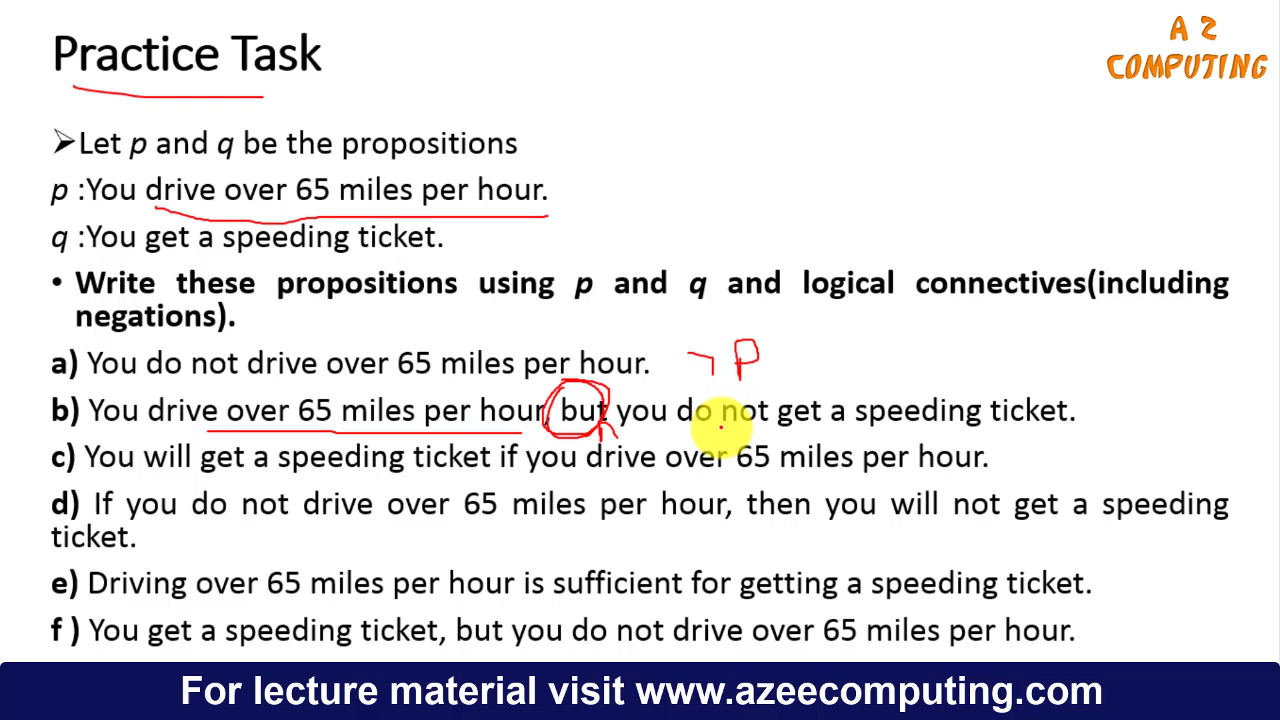 Practice Task
A Z
COMPUTING
➢Let p and q be the propositions
p :You drive over 65 miles per hour.
q :You get a speeding ticket.
• Write these propositions using p and q and logical connectives(including
negations).
a) You do not drive over 65 miles per hour. ¬ P
b) You drive over 65 miles per hour, but you do not get a speeding ticket.
c) You will get a speeding ticket if you drive over 65 miles per hour.
d) If you do not drive over 65 miles per hour, then you will not get a speeding
ticket.
e) Driving over 65 miles per hour is sufficient for getting a speeding ticket.
f ) You get a speeding ticket, but you do not drive over 65 miles per hour.
For lecture material visit www.azeecomputing.com